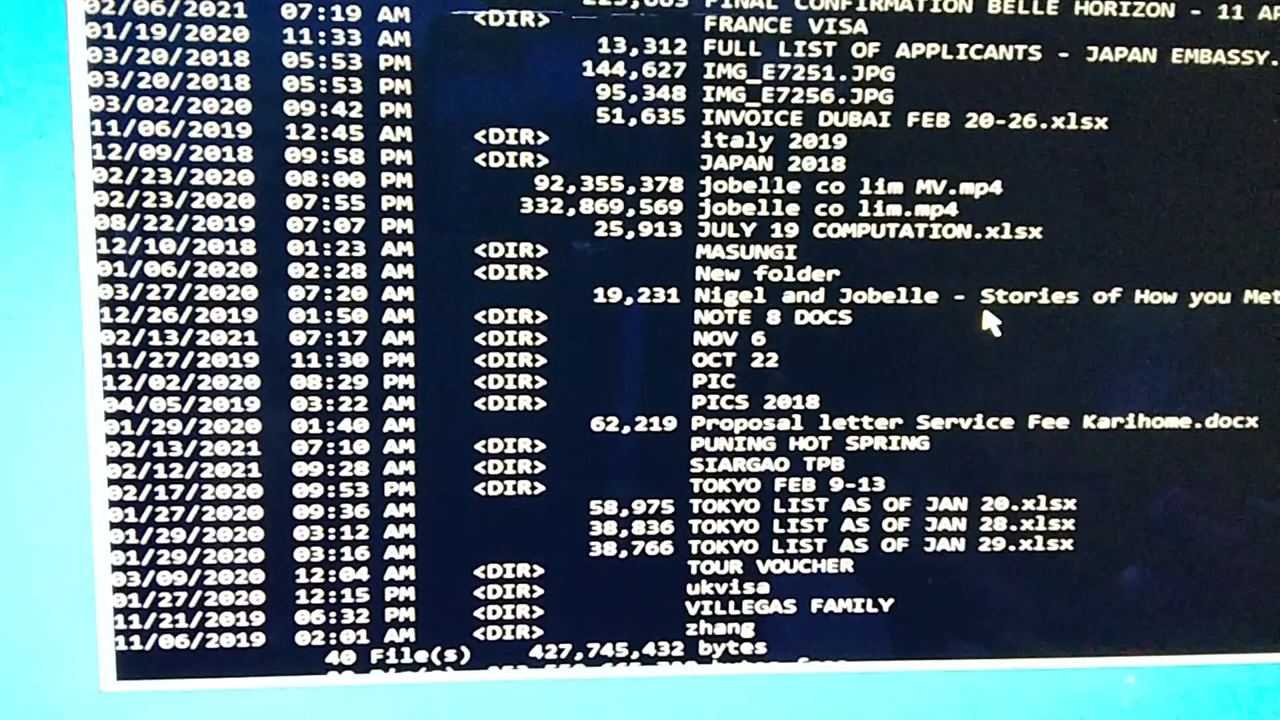 FINAL CONFIRMATION BELLE HORIZON - 11
02/06/2021 07:19 AM <DIR> FRANCE VISA
01/19/2020 11:33 AM 13,312 FULL LIST OF APPLICANTS - JAPAN EMBASSY.
03/20/2018 05:53 PM 144,627 IMG_E7251.JPG
03/20/2018 05:53 PM 95,348 IMG_E7256.JPG
03/02/2020 09:42 PM 51,635 INVOICE DUBAI FEB 20-26.xlsx
11/06/2019 12:45 AM <DIR> italy 2019
12/09/2018 09:58 PM <DIR> JAPAN 2018
02/23/2020 08:00 PM 92,355,378 jobelle co lim MV.mp4
02/23/2020 07:55 PM 332,869,569 jobelle co lim.mp4
08/22/2019 07:07 PM 25,913 JULY 19 COMPUTATION.xlsx
12/10/2018 01:23 AM <DIR> MASUNGI
01/06/2020 02:28 AM <DIR> New folder
03/27/2020 07:20 AM 19,231 Nigel and Jobelle - Stories of How you Met
12/26/2019 01:50 AM <DIR> NOTE 8 DOCS
02/13/2021 07:17 AM <DIR> NOV 6
11/27/2019 11:30 PM <DIR> OCT 22
12/02/2020 08:29 PM <DIR> PIC
04/05/2019 03:22 AM <DIR> PICS 2018
01/29/2020 01:40 AM 62,219 Proposal letter Service Fee Karihome.docx
02/13/2021 07:10 AM <DIR> PUNING HOT SPRING
02/12/2021 09:28 AM <DIR> SIARGAO TPB
02/17/2020 09:53 PM <DIR> TOKYO FEB 9-13
01/27/2020 09:36 AM 58,975 TOKYO LIST AS OF JAN 20.xlsx
01/29/2020 03:12 AM 38,836 TOKYO LIST AS OF JAN 28.xlsx
01/29/2020 03:16 AM 38,766 TOKYO LIST AS OF JAN 29.xlsx
03/09/2020 12:04 AM <DIR> TOUR VOUCHER
01/27/2020 12:15 PM <DIR> ukvisa
11/21/2019 06:32 PM <DIR> VILLEGAS FAMILY
11/06/2019 02:01 AM <DIR> zhang
40 File(s) 427,745,432 bytes